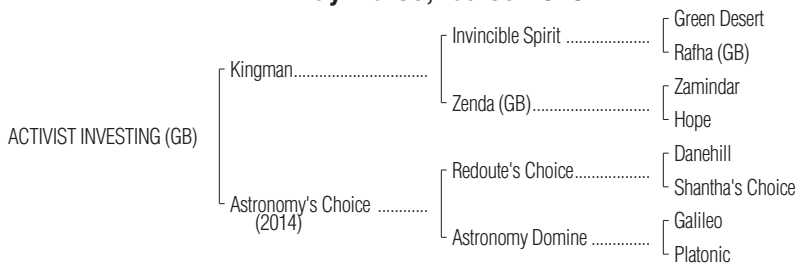 Green Desert
Invincible Spirit ....................
Rafha (GB)
Kingman................................
Zamindar
Zenda (GB)............................
Hope
ACTIVIST INVESTING (GB)
Danehill
Redoute's Choice..................
Shantha's Choice
Astronomy's Choice ............
(2014)
Galileo
Astronomy Domine ..............
Platonic